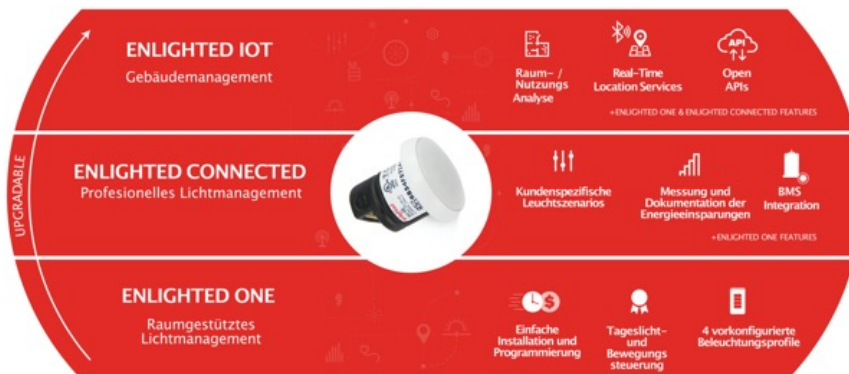 UPGRADABLE
ENLIGHTED IOT
Gebäudemanagement
Raum- /
Nutzungs
Analyse
Real-Time
Location Services
API
Open
APIs
+ENLIGHTED ONE & ENLIGHTED CONNECTED FEATURES
ENLIGHTED CONNECTED
Profesionelles Lichtmanagement
Kundenspezifische
Leuchtszenarios
Messung und
Dokumentation der
Energieeinsparungen
BMS
Integration
+ENLIGHTED ONE FEATURES
ENLIGHTED ONE
Raumgestütztes
Lichtmanagement
$
Einfache
Installation und
Programmierung
Tageslicht-
und
Bewegungs
steuerung
4 vorkonfigurierte
Beleuchtungsprofile